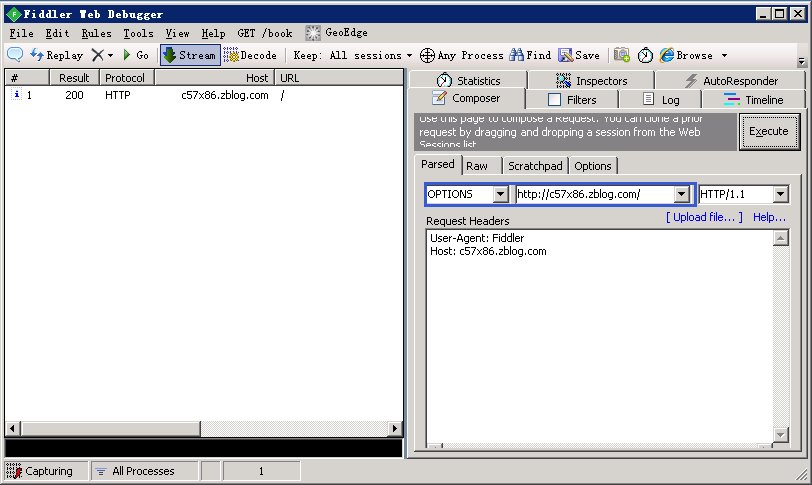 Fiddler Web Debugger
File Edit Rules Tools View Help GET /book GeoEdge
Replay Go Stream Decode Keep: All sessions Any Process Find Save Browse
# Result Protocol Host URL
1 200 HTTP c57x86.zblog.com /
Statistics Inspectors AutoResponder
Composer Filters Log Timeline
Use this page to compose a Request. You can clone a prior
request by dragging and dropping a session from the Web
Sessions list.
Execute
Parsed Raw Scratchpad Options
OPTIONS http://c57x86.zblog.com/ HTTP/1.1
Request Headers [ Upload file... ] Help...
User-Agent: Fiddler
Host: c57x86.zblog.com
Capturing All Processes 1